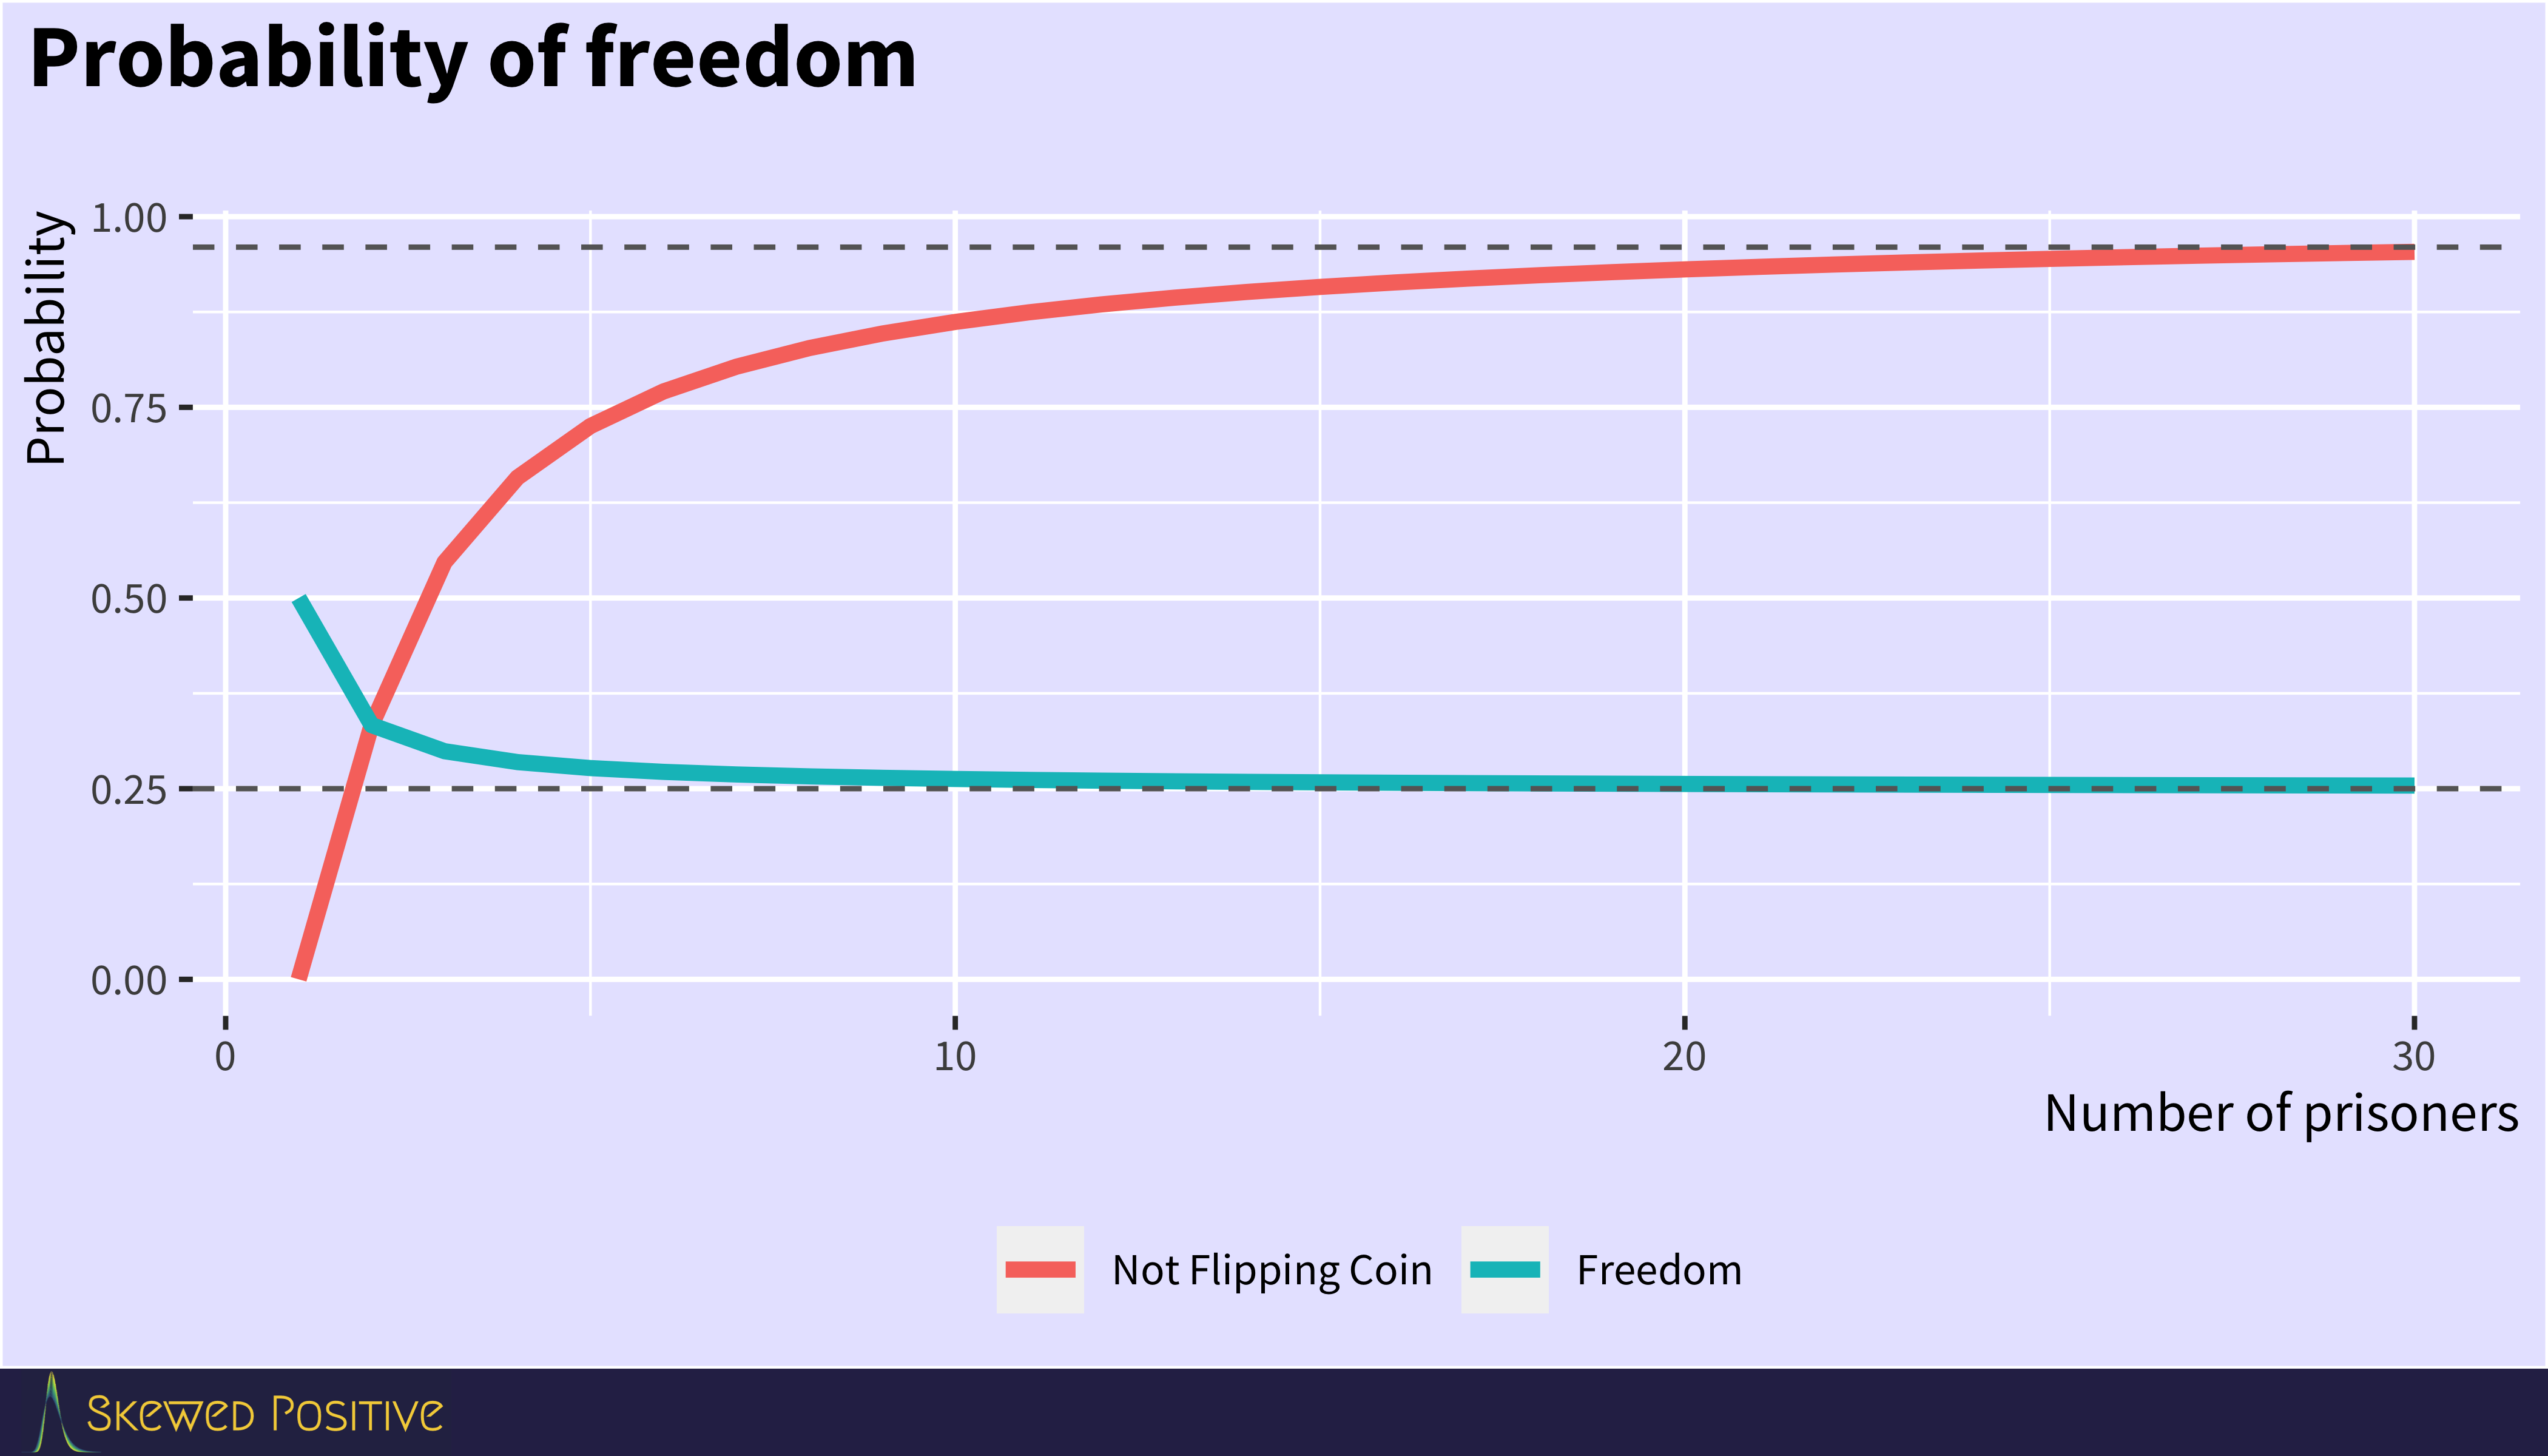 Probability of freedom
Probability
1.00
0.75
0.50
0.25
0.00
0 10 20 30
Number of prisoners
Not Flipping Coin Freedom
SKEWED POSITIVE